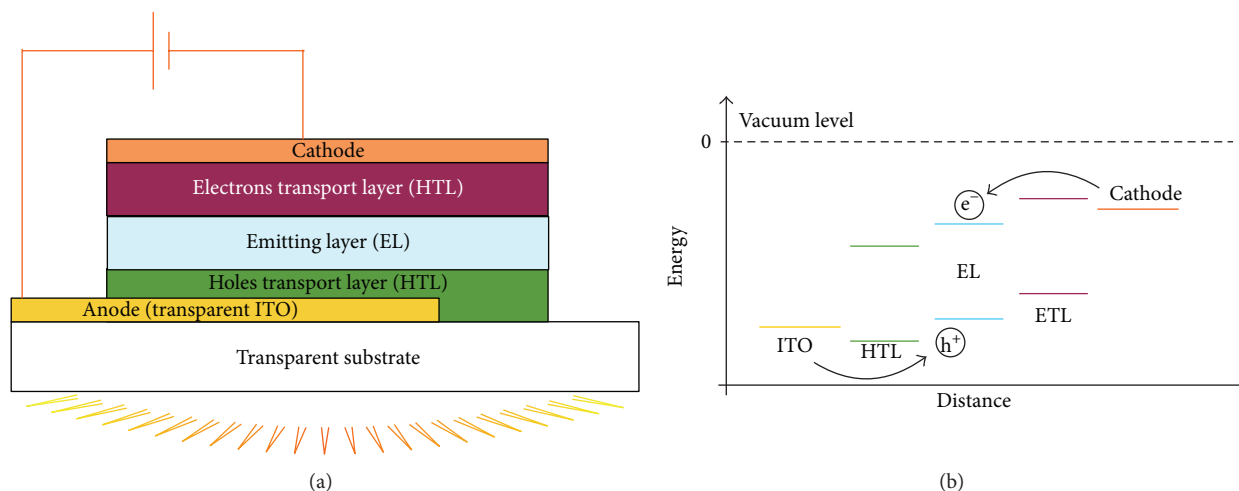 Cathode
Electrons transport layer (HTL)
Emitting layer (EL)
Holes transport layer (HTL)
Anode (transparent ITO)
Transparent substrate
(a)
Vacuum level
0
e⁻
Cathode
Energy
EL
ETL
ITO
HTL
h⁺
Distance
(b)